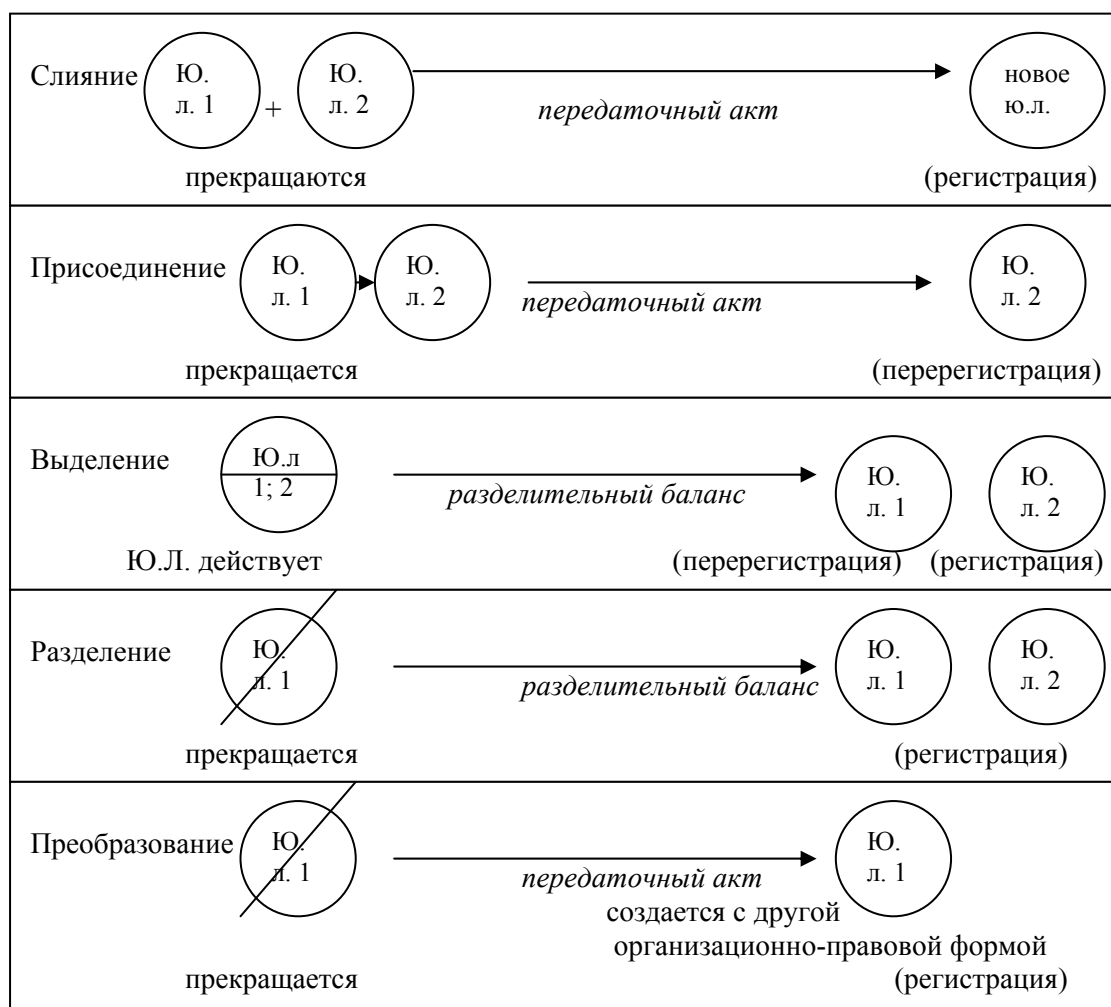 Слияние Ю. л. 1 + Ю. л. 2 передаточный акт новое ю.л.
прекращаются (регистрация)
Присоединение Ю. л. 1 Ю. л. 2 передаточный акт Ю. л. 2
прекращается (перерегистрация)
Выделение Ю.л 1; 2 разделительный баланс Ю. л. 1 Ю. л. 2
Ю.Л. действует (перерегистрация) (регистрация)
Разделение Ю. л. 1 разделительный баланс Ю. л. 1 Ю. л. 2
прекращается (регистрация)
Преобразование Ю. л. 1 передаточный акт Ю. л. 1
создается с другой
организационно-правовой формой
прекращается (регистрация)